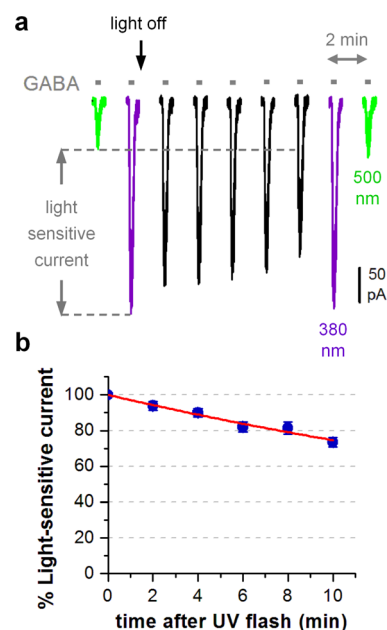 a
light off
2 min
GABA
light
sensitive
current
500
nm
50
pA
380
nm
b
% Light-sensitive current
100
80
60
40
20
0
0 2 4 6 8 10
time after UV flash (min)